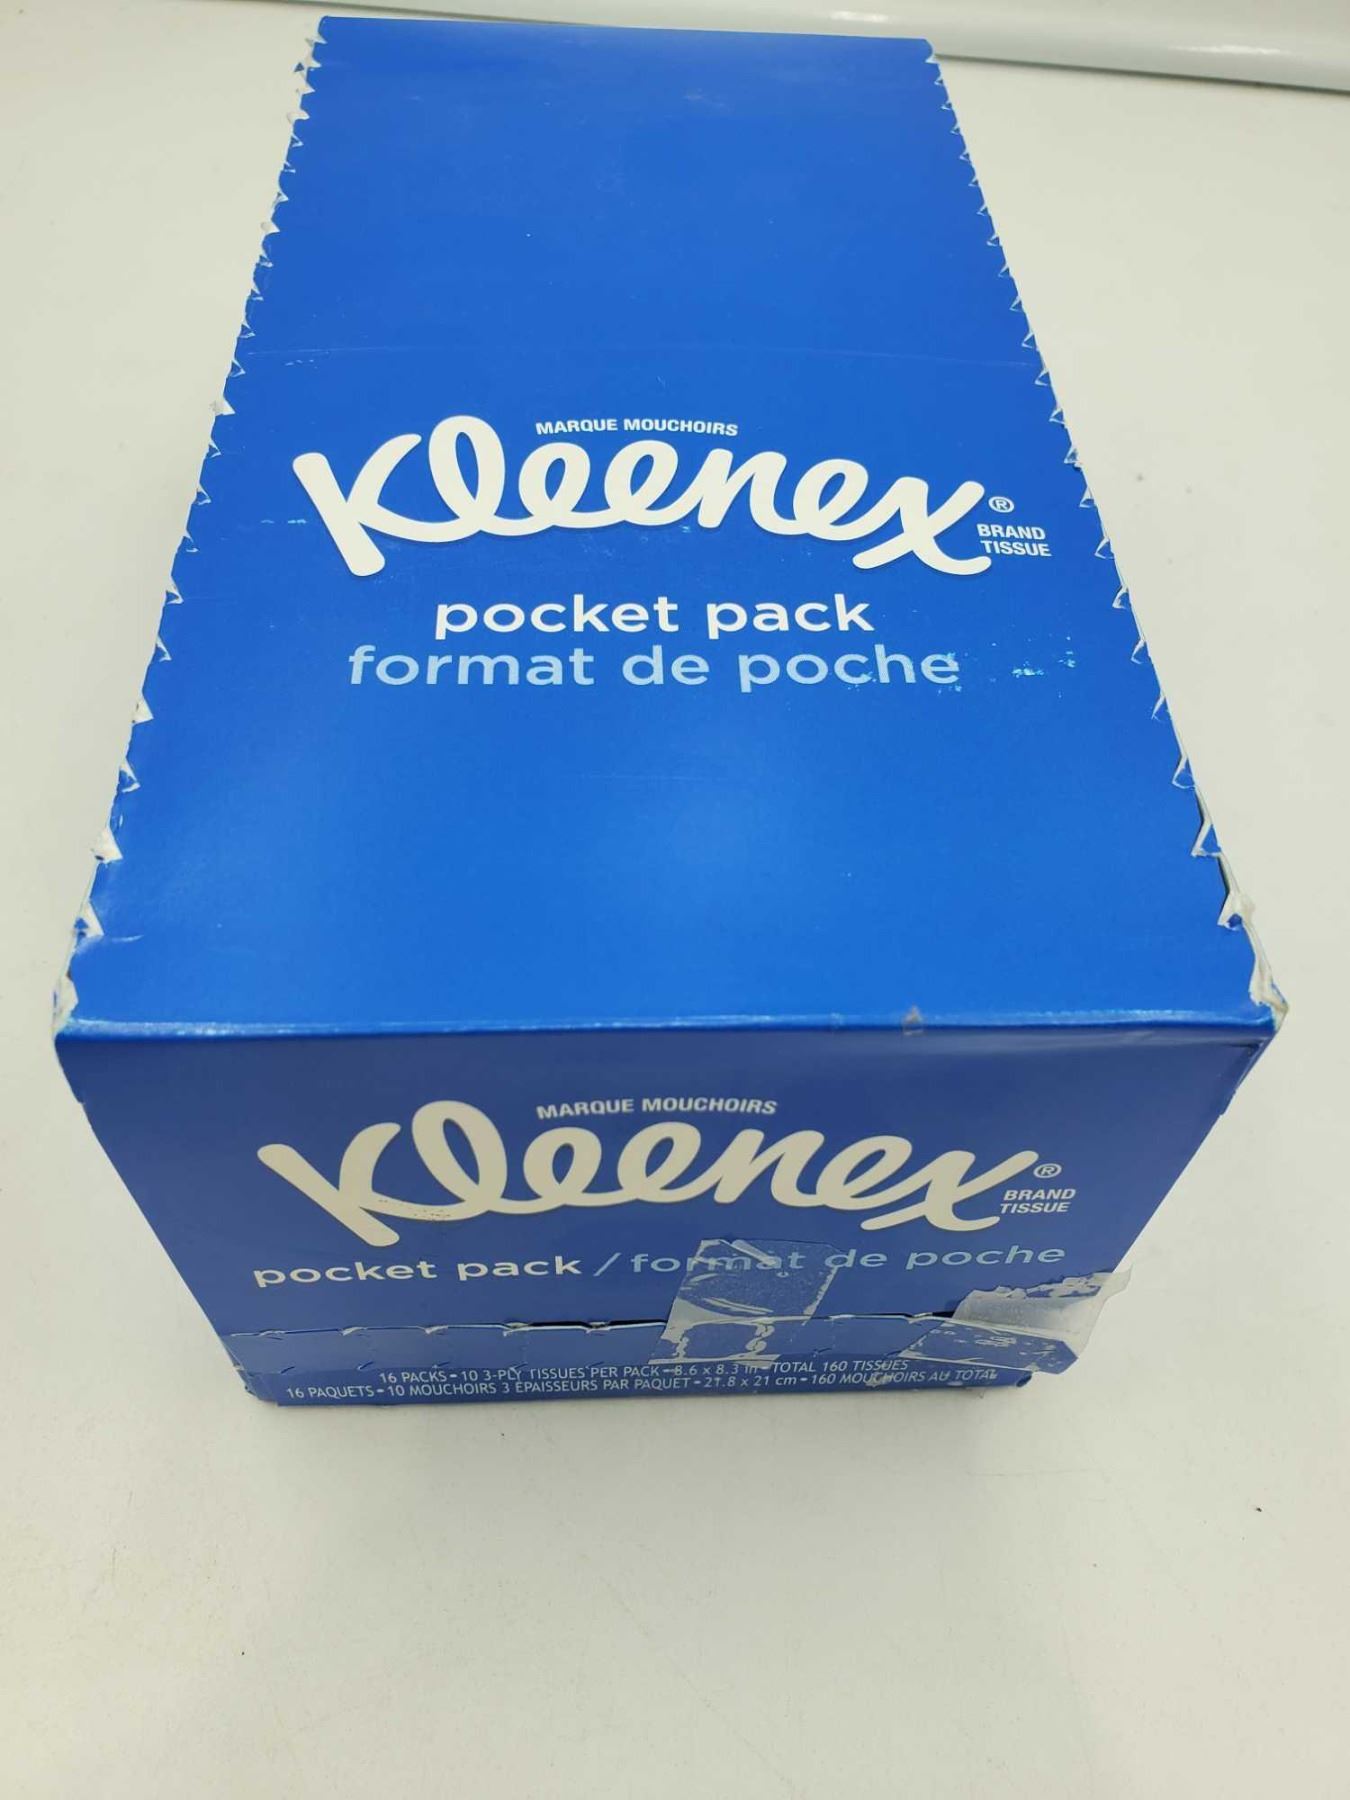 MARQUE MOUCHOIRS
Kleenex®
BRAND
TISSUE
pocket pack
format de poche
MARQUE MOUCHOIRS
Kleenex®
BRAND
TISSUE
pocket pack / format de poche
16 PACKS - 10 3-PLY TISSUES PER PACK - 8.6 x 8.3 in - TOTAL 160 TISSUES
16 PAQUETS - 10 MOUCHOIRS 3 ÉPAISSEURS PAR PAQUET - 21.8 x 21 cm - 160 MOUCHOIRS AU TOTAL